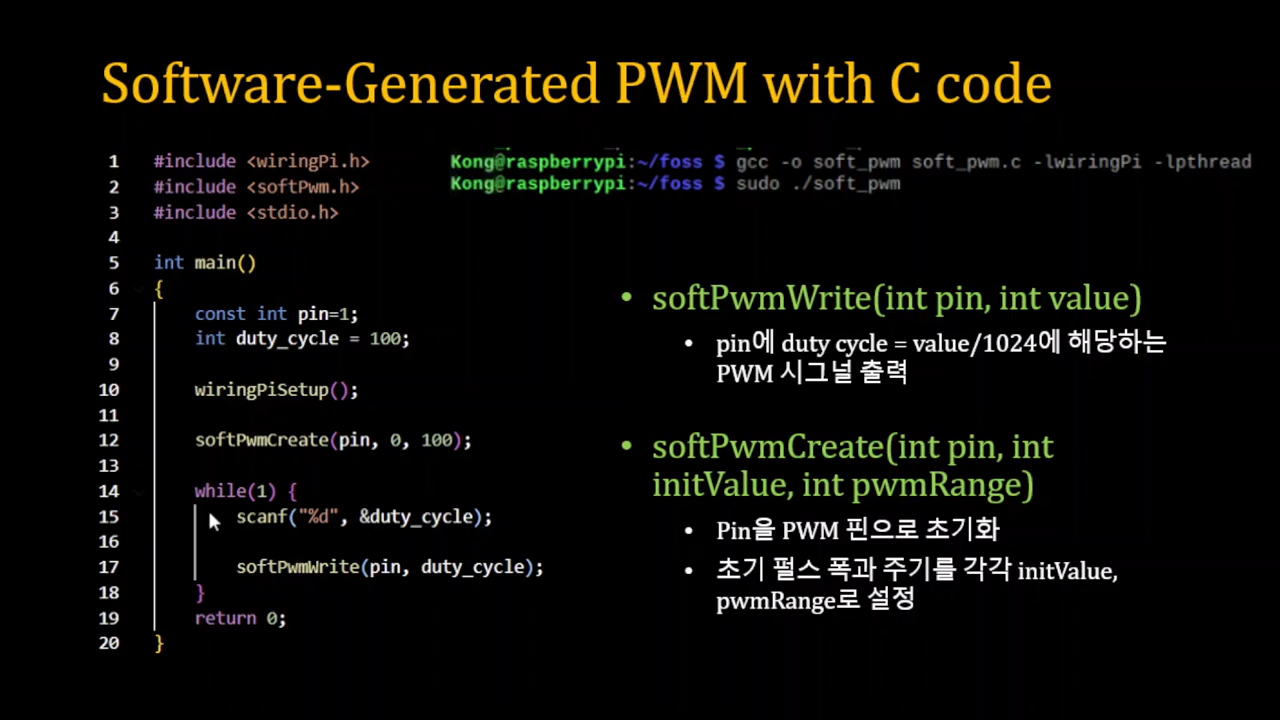 Software-Generated PWM with C code
1 #include <wiringPi.h>
2 #include <softPwm.h>
3 #include <stdio.h>
4
5 int main()
6 {
7 const int pin=1;
8 int duty_cycle = 100;
9
10 wiringPiSetup();
11
12 softPwmCreate(pin, 0, 100);
13
14 while(1) {
15 scanf("%d", &duty_cycle);
16
17 softPwmWrite(pin, duty_cycle);
18 }
19 return 0;
20 }
Kong@raspberrypi:~/foss $ gcc -o soft_pwm soft_pwm.c -lwiringPi -lpthread
Kong@raspberrypi:~/foss $ sudo ./soft_pwm
• softPwmWrite(int pin, int value)
• pin에 duty cycle = value/1024에 해당하는
PWM 시그널 출력
• softPwmCreate(int pin, int
initValue, int pwmRange)
• Pin을 PWM 핀으로 초기화
• 초기 펄스 폭과 주기를 각각 initValue,
pwmRange로 설정